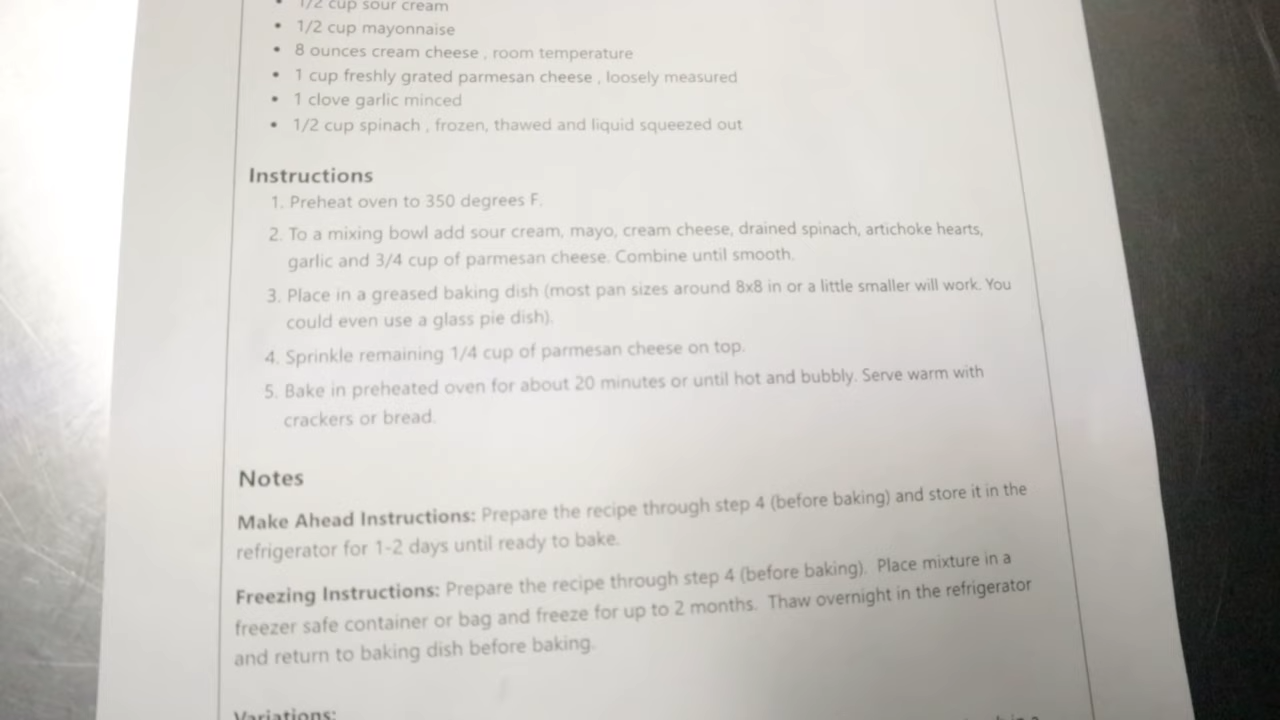 • 1/2 cup sour cream
• 1/2 cup mayonnaise
• 8 ounces cream cheese , room temperature
• 1 cup freshly grated parmesan cheese , loosely measured
• 1 clove garlic minced
• 1/2 cup spinach , frozen, thawed and liquid squeezed out
Instructions
1. Preheat oven to 350 degrees F.
2. To a mixing bowl add sour cream, mayo, cream cheese, drained spinach, artichoke hearts,
garlic and 3/4 cup of parmesan cheese. Combine until smooth.
3. Place in a greased baking dish (most pan sizes around 8x8 in or a little smaller will work. You
could even use a glass pie dish).
4. Sprinkle remaining 1/4 cup of parmesan cheese on top.
5. Bake in preheated oven for about 20 minutes or until hot and bubbly. Serve warm with
crackers or bread.
Notes
Make Ahead Instructions: Prepare the recipe through step 4 (before baking) and store it in the
refrigerator for 1-2 days until ready to bake.
Freezing Instructions: Prepare the recipe through step 4 (before baking). Place mixture in a
freezer safe container or bag and freeze for up to 2 months. Thaw overnight in the refrigerator
and return to baking dish before baking.
Variations: